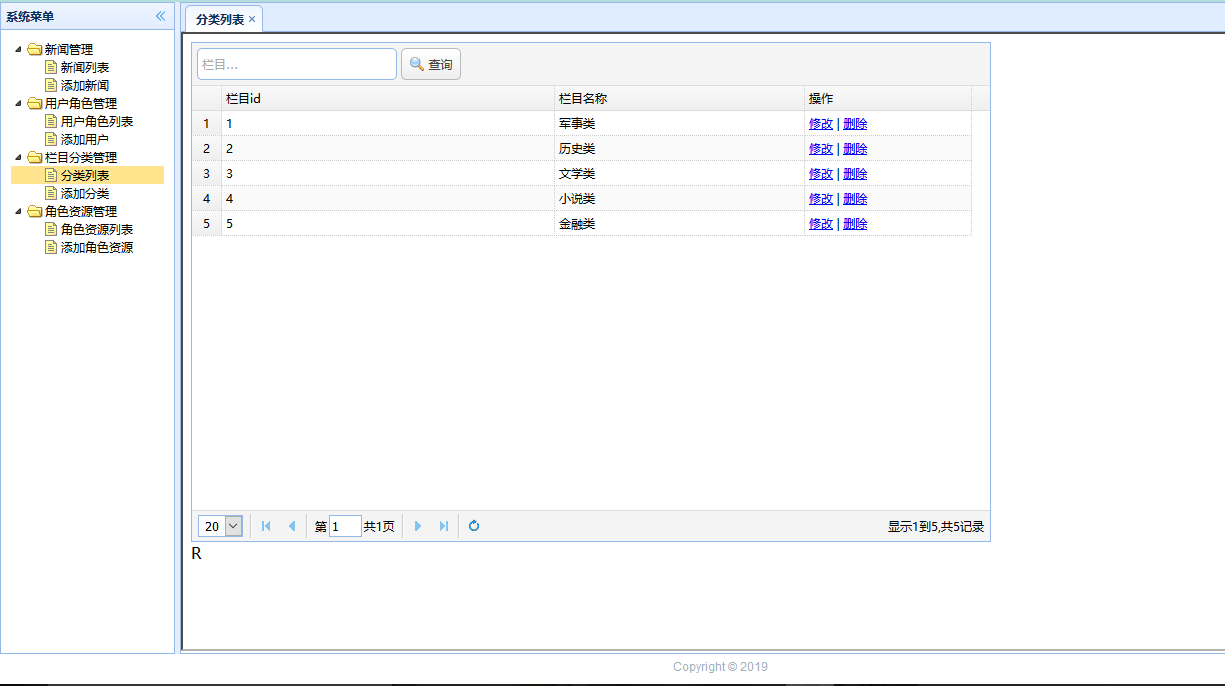 系统菜单
新闻管理
新闻列表
添加新闻
用户角色管理
用户角色列表
添加用户
栏目分类管理
分类列表
添加分类
角色资源管理
角色资源列表
添加角色资源
分类列表
栏目... 查询
栏目id 栏目名称 操作
1 1 军事类 修改 | 删除
2 2 历史类 修改 | 删除
3 3 文学类 修改 | 删除
4 4 小说类 修改 | 删除
5 5 金融类 修改 | 删除
20 第 1 共1页 显示1到5,共5记录
R
Copyright © 2019